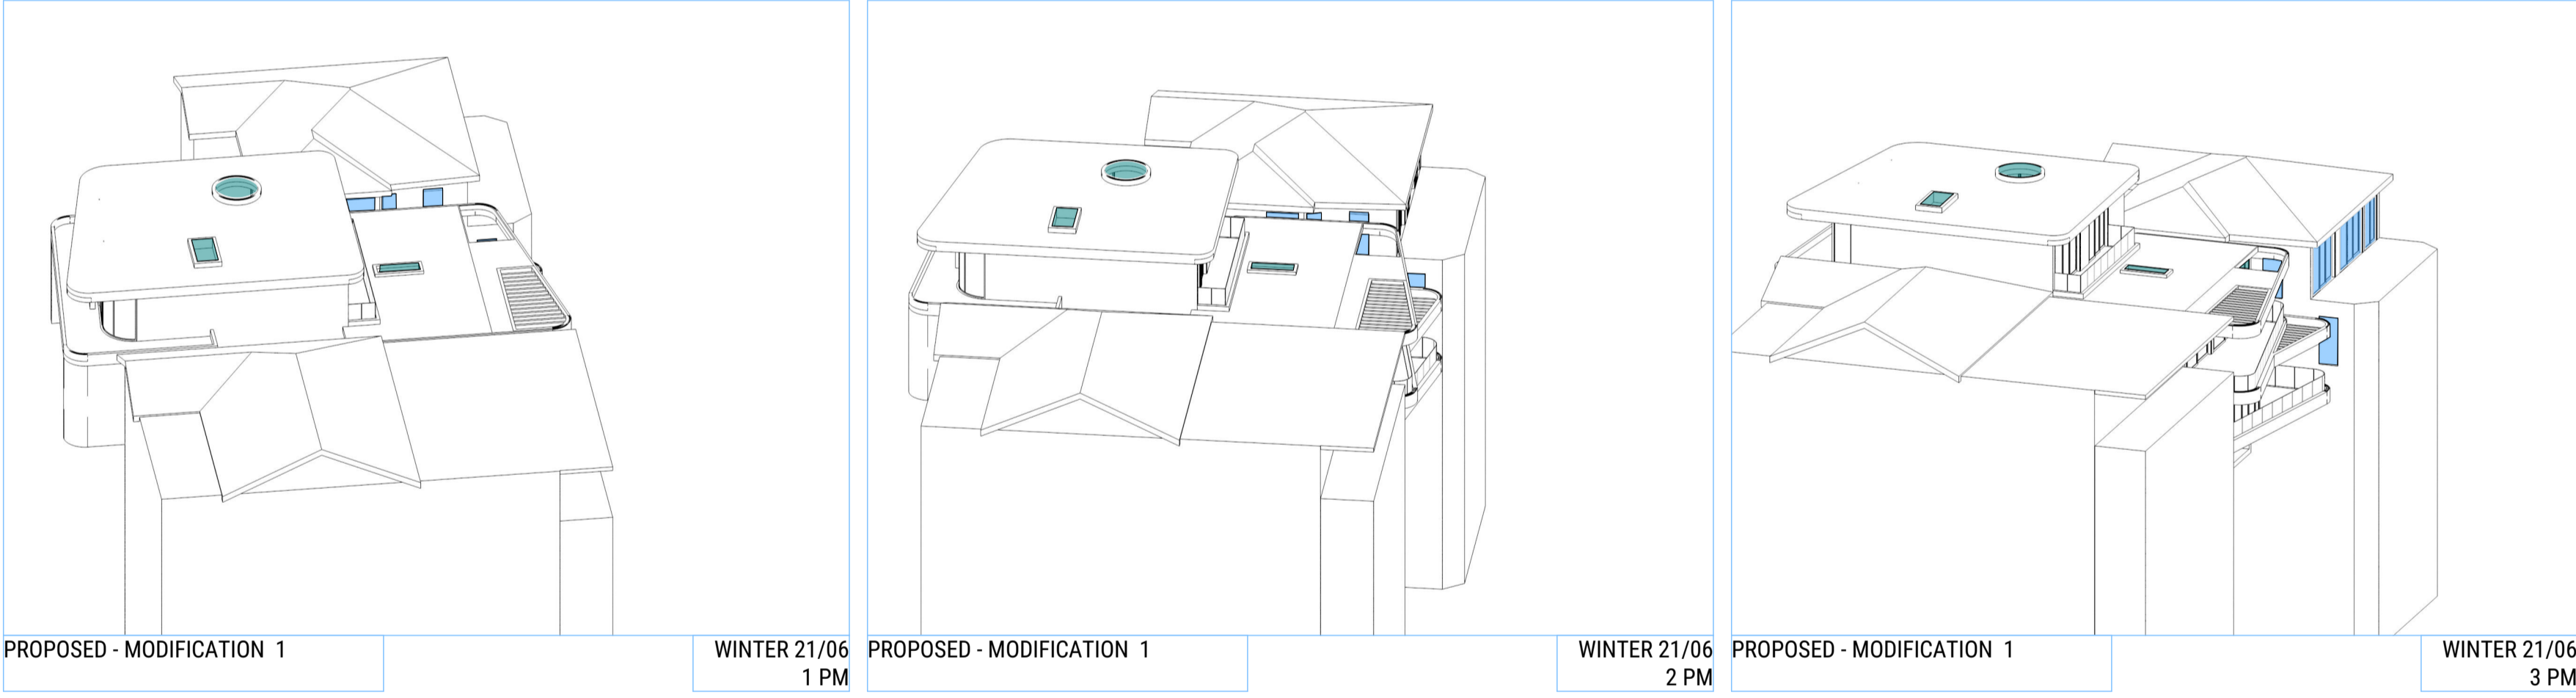 PROPOSED - MODIFICATION 1
WINTER 21/06
1 PM
PROPOSED - MODIFICATION 1
WINTER 21/06
2 PM
PROPOSED - MODIFICATION 1
WINTER 21/06
3 PM